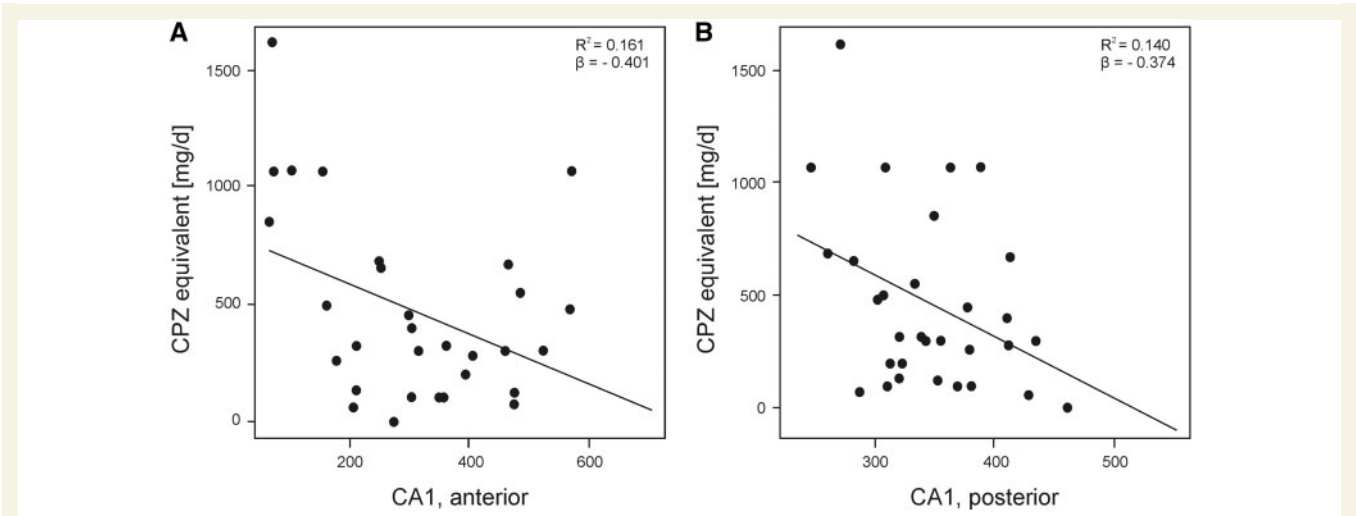 A
R² = 0.161
β = - 0.401
CPZ equivalent [mg/d]
1500
1000
500
0
200 400 600
CA1, anterior
B
R² = 0.140
β = - 0.374
CPZ equivalent [mg/d]
1500
1000
500
0
300 400 500
CA1, posterior